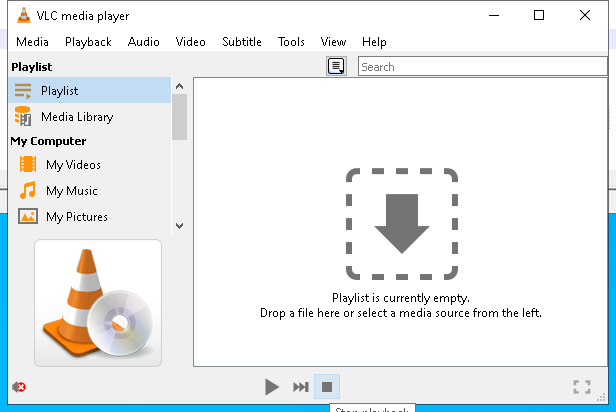 VLC media player
Media Playback Audio Video Subtitle Tools View Help
Playlist
Search
Playlist
Media Library
My Computer
My Videos
My Music
My Pictures
Playlist is currently empty.
Drop a file here or select a media source from the left.
Stop playback